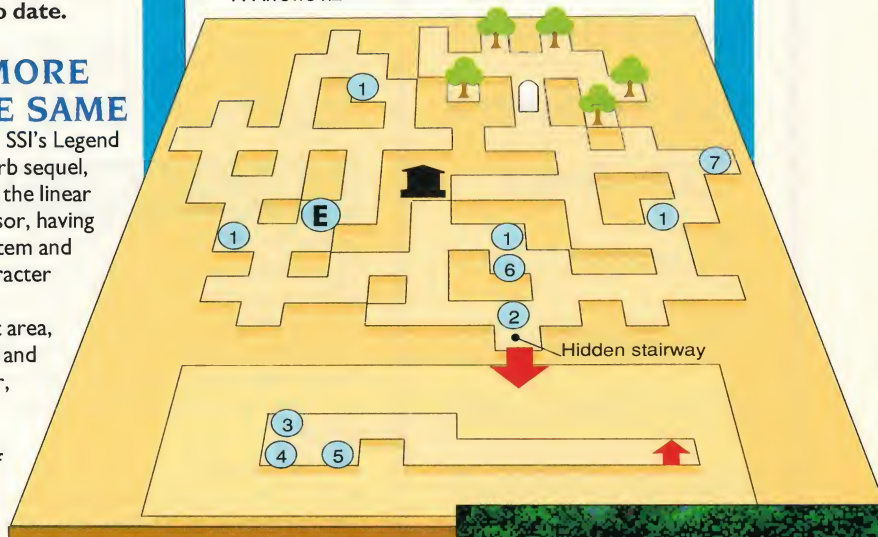 o date.
MORE
E SAME
SSI's Legend
rb sequel,
the linear
sor, having
tem and
racter
area,
and
r,
1
7
1
E
1
1
6
2
Hidden stairway
3
4
5